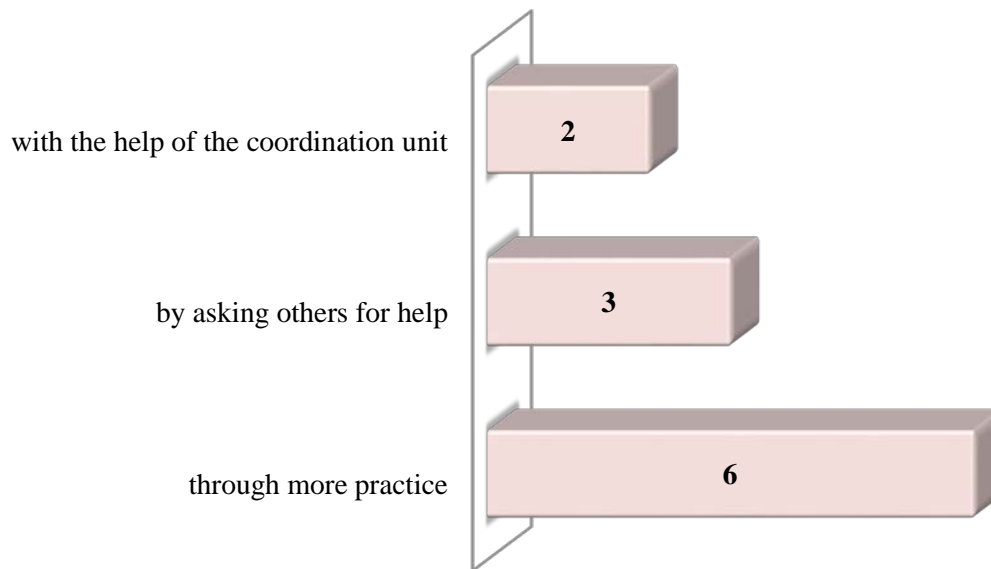 with the help of the coordination unit
2
by asking others for help
3
through more practice
6